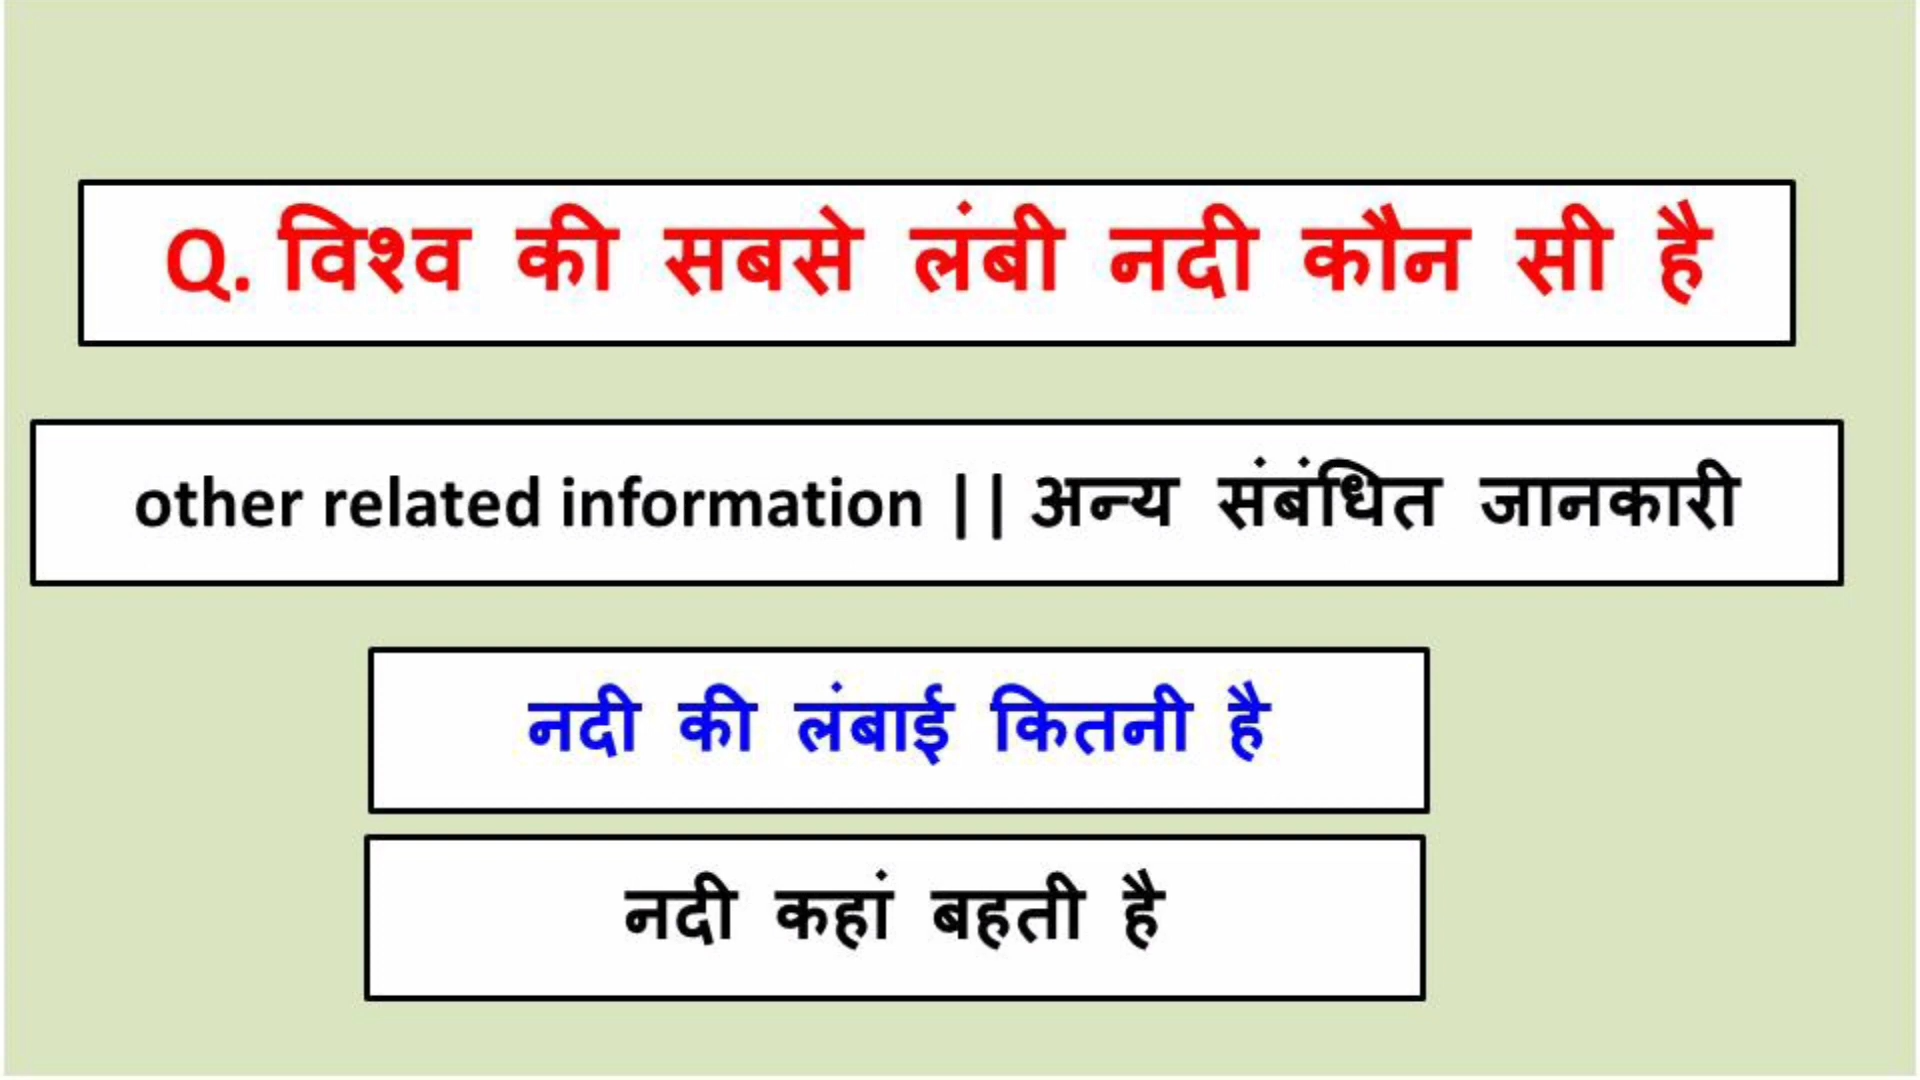 Q. विश्व की सबसे लंबी नदी कौन सी है
other related information || अन्य संबंधित जानकारी
नदी की लंबाई कितनी है
नदी कहां बहती है